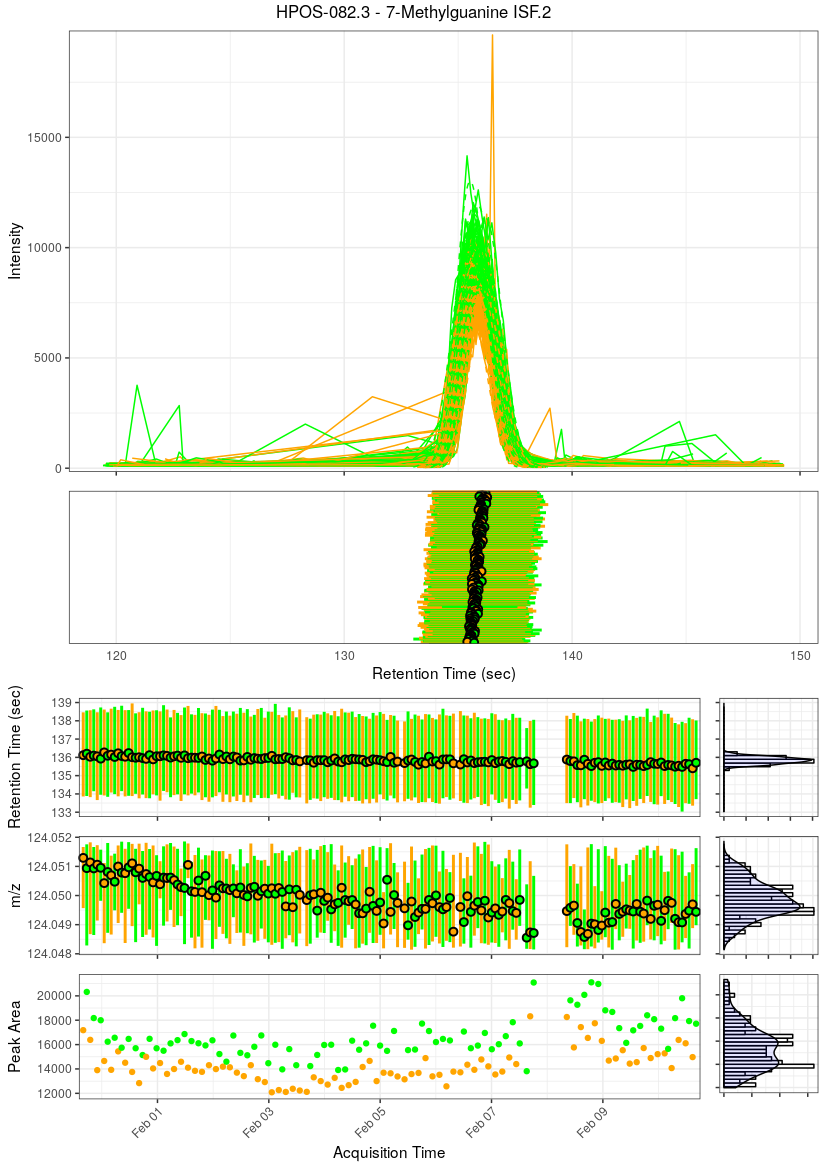 HPOS-082.3 - 7-Methylguanine ISF.2
Intensity
15000
10000
5000
0
120
130
140
150
Retention Time (sec)
Retention Time (sec)
139
138
137
136
135
134
133
m/z
124.052
124.051
124.050
124.049
124.048
Peak Area
20000
18000
16000
14000
12000
Feb 01
Feb 03
Feb 05
Feb 07
Feb 09
Acquisition Time